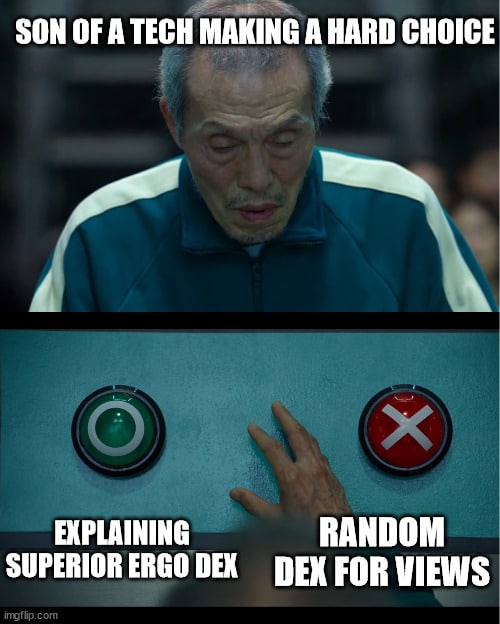 SON OF A TECH MAKING A HARD CHOICE
EXPLAINING
SUPERIOR ERGO DEX
RANDOM
DEX FOR VIEWS
imgflip.com